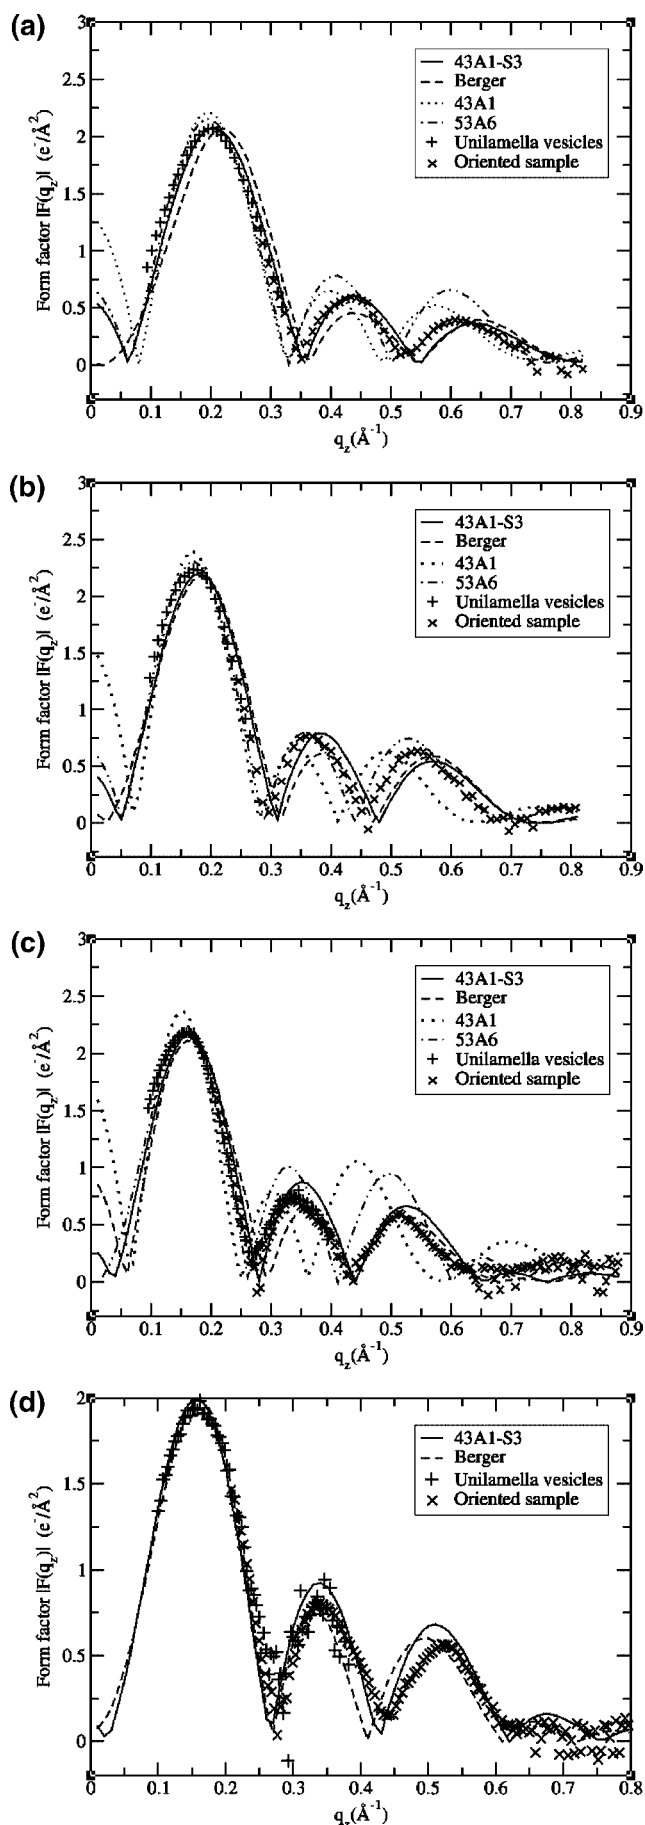 (a)
3
2.5
2
1.5
1
0.5
0
Form factor |F(q_z)| (e^-/Å^2)
43A1-S3
Berger
43A1
53A6
Unilamella vesicles
Oriented sample
0 0.1 0.2 0.3 0.4 0.5 0.6 0.7 0.8 0.9
q_z(Å^-1)
(b)
3
2.5
2
1.5
1
0.5
0
Form factor |F(q_z)| (e^-/Å^2)
43A1-S3
Berger
43A1
53A6
Unilamella vesicles
Oriented sample
0 0.1 0.2 0.3 0.4 0.5 0.6 0.7 0.8 0.9
q_z(Å^-1)
(c)
3
2.5
2
1.5
1
0.5
0
Form factor |F(q_z)| (e^-/Å^2)
43A1-S3
Berger
43A1
53A6
Unilamella vesicles
Oriented sample
0 0.1 0.2 0.3 0.4 0.5 0.6 0.7 0.8 0.9
q_z(Å^-1)
(d)
2
1.5
1
0.5
0
Form factor |F(q_z)| (e^-/Å^2)
43A1-S3
Berger
Unilamella vesicles
Oriented sample
0 0.1 0.2 0.3 0.4 0.5 0.6 0.7 0.8
q_z(Å^-1)